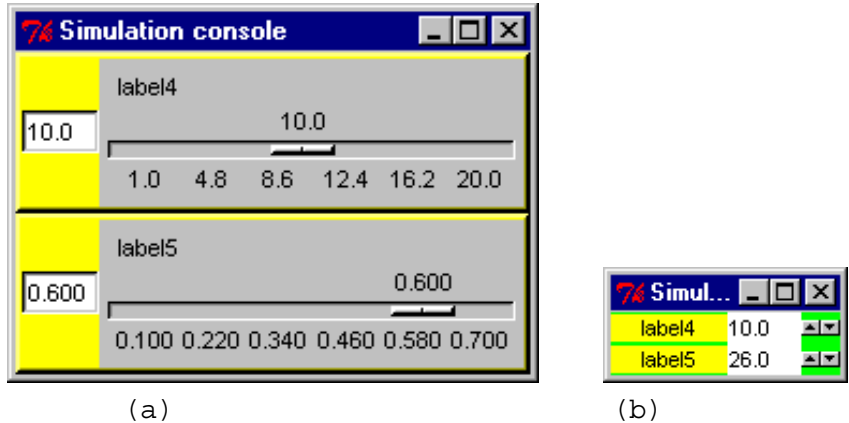 Simulation console
label4
10.0
10.0
1.0 4.8 8.6 12.4 16.2 20.0
label5
0.600
0.600
0.100 0.220 0.340 0.460 0.580 0.700
(a)
Simul...
label4 10.0
label5 26.0
(b)